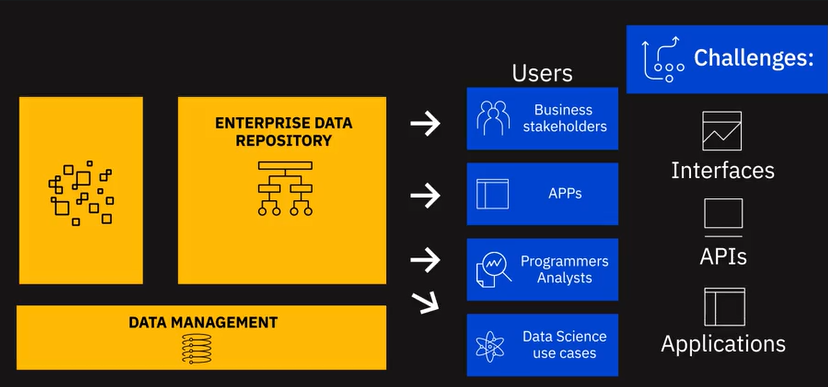 ENTERPRISE DATA
REPOSITORY
DATA MANAGEMENT
Users
Business
stakeholders
APPs
Programmers
Analysts
Data Science
use cases
Challenges:
Interfaces
APIs
Applications